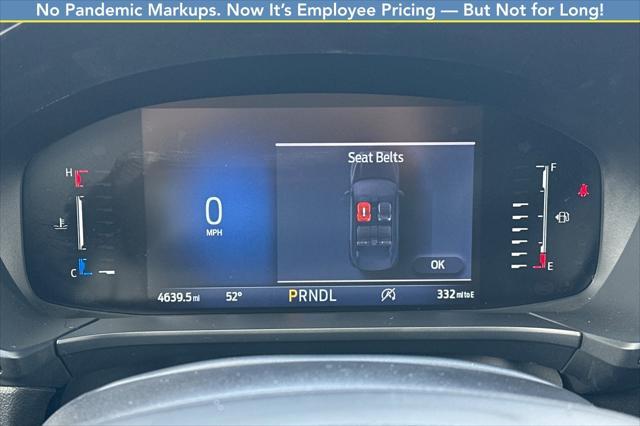 No Pandemic Markups. Now It's Employee Pricing — But Not for Long!
Seat Belts
H
F
0
MPH
C
OK
E
4639.5 mi
52°
PRNDL
332 mi to E